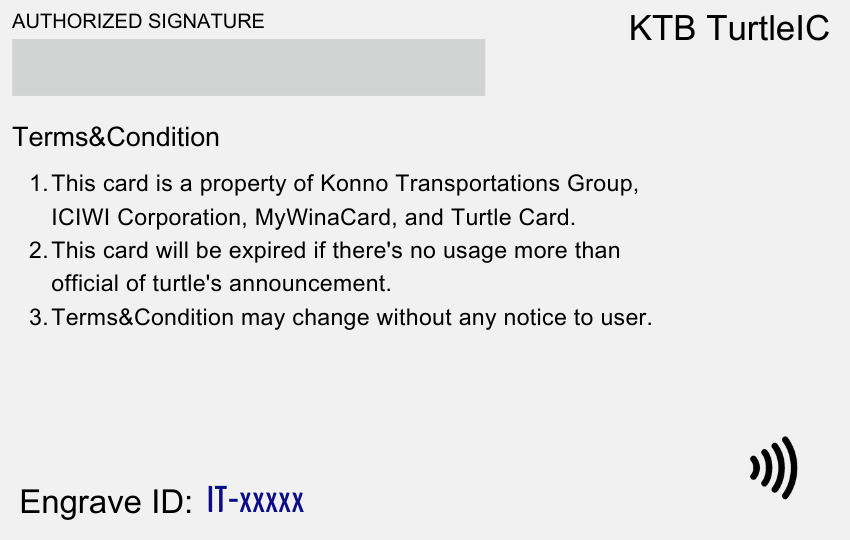 AUTHORIZED SIGNATURE
KTB TurtleIC
Terms&Condition
1. This card is a property of Konno Transportations Group,
ICIWI Corporation, MyWinaCard, and Turtle Card.
2. This card will be expired if there's no usage more than
official of turtle's announcement.
3. Terms&Condition may change without any notice to user.
Engrave ID: IT-xxxxx